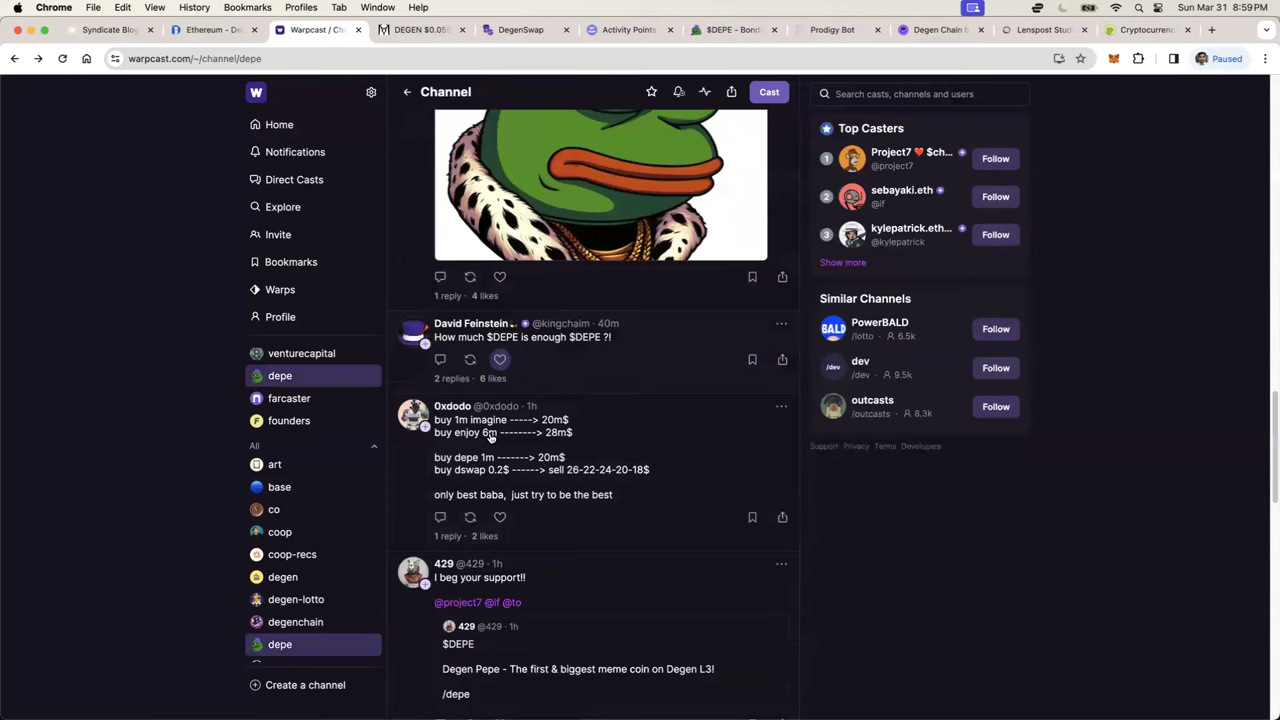 Chrome File Edit View History Bookmarks Profiles Tab Window Help
Sun Mar 31 8:59 PM
Syndicate Blog
Ethereum – De
Warpcast / Cha
DEGEN $0.055
DegenSwap
Activity Points
$DEPE - Bond
Prodigy Bot
Degen Chain b
Lenspost Stud
Cryptocurrenc
warpcast.com/~/channel/depe
Paused
Home
Notifications
Direct Casts
Explore
Invite
Bookmarks
Warps
Profile
venturecapital
depe
farcaster
founders
All
art
base
co
coop
coop-recs
degen
degen-lotto
degenchain
depe
Create a channel
Channel
Cast
1 reply · 4 likes
David Feinstein @kingchaim · 40m
How much $DEPE is enough $DEPE ?!
2 replies · 6 likes
0xdodo @0xdodo · 1h
buy 1m imagine -----> 20m$
buy enjoy 6m --------> 28m$
buy depe 1m -------> 20m$
buy dswap 0.2$ ------> sell 26-22-24-20-18$
only best baba, just try to be the best
1 reply · 2 likes
429 @429 · 1h
I beg your support!!
@project7 @if @to
429 @429 · 1h
$DEPE
Degen Pepe - The first & biggest meme coin on Degen L3!
/depe
Search casts, channels and users
Top Casters
1 Project7 ❤️ $ch... Follow
@project7
2 sebayaki.eth Follow
@if
3 kylepatrick.eth... Follow
@kylepatrick
Show more
Similar Channels
BALD PowerBALD Follow
/lotto · 6.5k
/dev dev Follow
/dev · 9.5k
outcasts Follow
/outcasts · 8.3k
Support Privacy Terms Developers